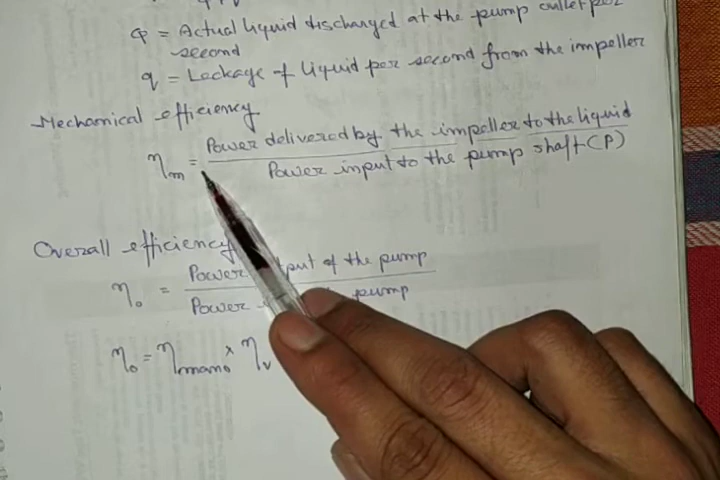 Q = Actual liquid discharged at the pump outlet per
second
q = Leckage of liquid per second from the impeller
Mechanical efficiency
ηm = Power delivered by the impeller to the liquid
Power input to the pump shaft (P)
Overall efficiency
ηo = Power of the pump
Power pump
ηo = ηmano × ηv